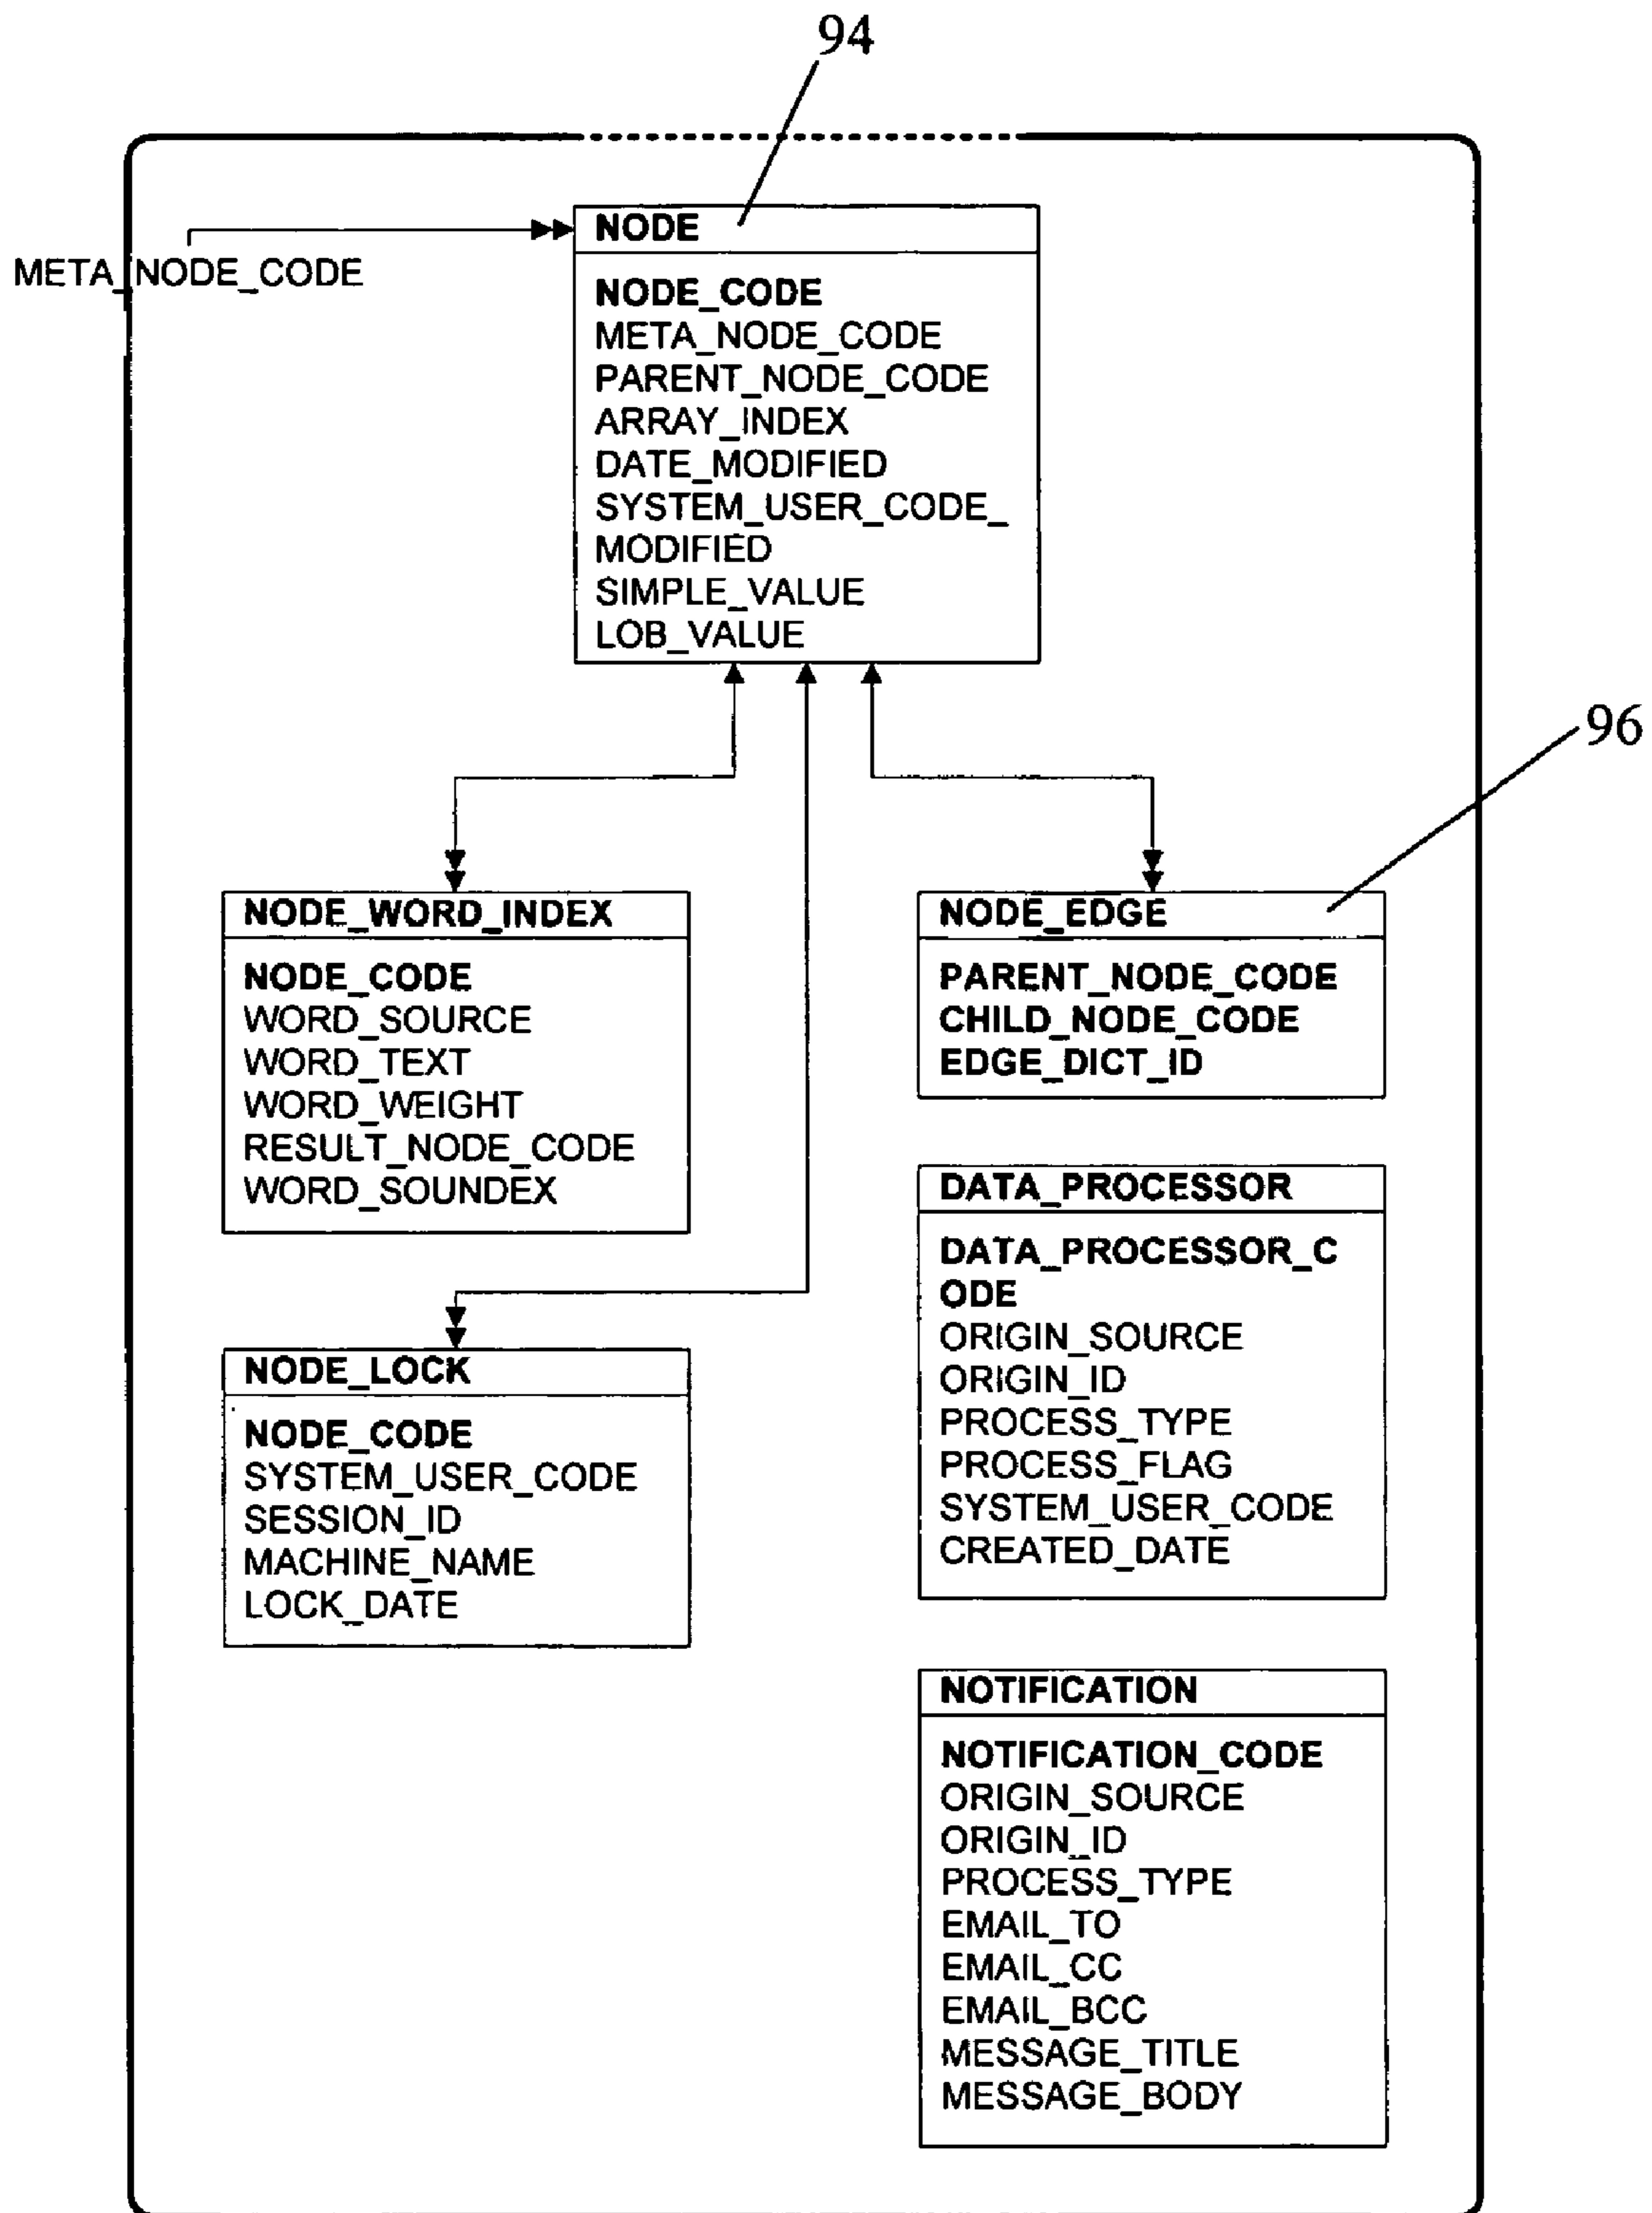 94
NODE
META_NODE_CODE
NODE_CODE
META_NODE_CODE
PARENT_NODE_CODE
ARRAY_INDEX
DATE_MODIFIED
SYSTEM_USER_CODE_
MODIFIED
SIMPLE_VALUE
LOB_VALUE
96
NODE_WORD_INDEX
NODE_CODE
WORD_SOURCE
WORD_TEXT
WORD_WEIGHT
RESULT_NODE_CODE
WORD_SOUNDEX
NODE_EDGE
PARENT_NODE_CODE
CHILD_NODE_CODE
EDGE_DICT_ID
DATA_PROCESSOR
DATA_PROCESSOR_C
ODE
ORIGIN_SOURCE
ORIGIN_ID
PROCESS_TYPE
PROCESS_FLAG
SYSTEM_USER_CODE
CREATED_DATE
NODE_LOCK
NODE_CODE
SYSTEM_USER_CODE
SESSION_ID
MACHINE_NAME
LOCK_DATE
NOTIFICATION
NOTIFICATION_CODE
ORIGIN_SOURCE
ORIGIN_ID
PROCESS_TYPE
EMAIL_TO
EMAIL_CC
EMAIL_BCC
MESSAGE_TITLE
MESSAGE_BODY